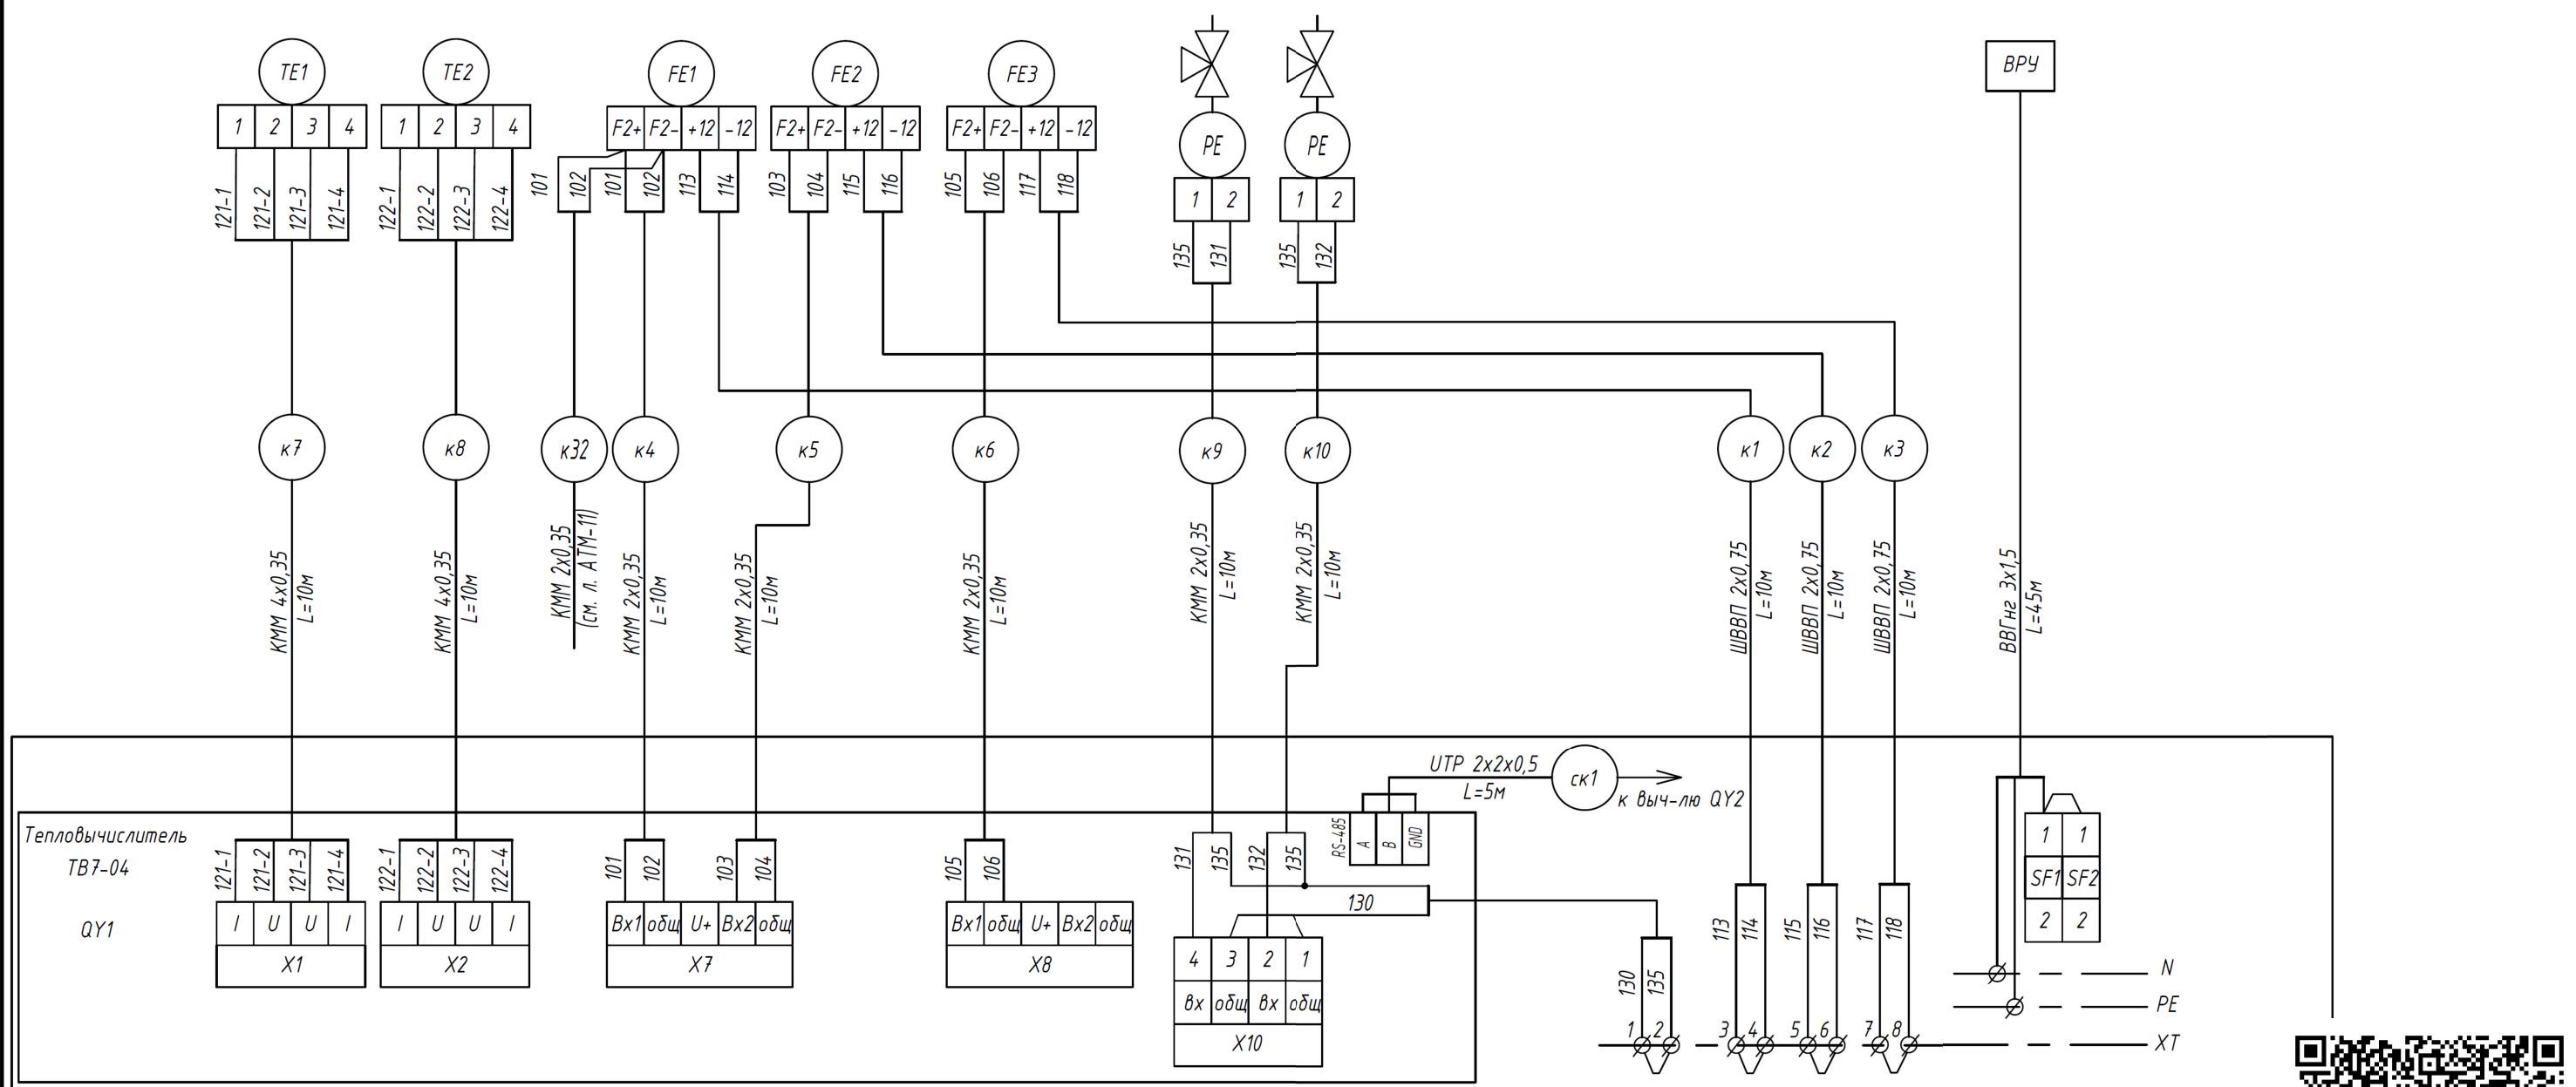 TE1
TE2
FE1
FE2
FE3
ВРУ
1 2 3 4
1 2 3 4
F2+ F2- +12 -12
F2+ F2- +12 -12
F2+ F2- +12 -12
PE
PE
1 2
1 2
121-1 121-2 121-3 121-4
122-1 122-2 122-3 122-4
101 102 101 102 113 114
103 104 115 116
105 106 117 118
135 131
135 132
к7
к8
к32
к4
к5
к6
к9
к10
к1
к2
к3
КММ 4х0,35
L=10м
КММ 4х0,35
L=10м
КММ 2х0,35
(см. л. АТМ-11)
КММ 2х0,35
L=10м
КММ 2х0,35
L=10м
КММ 2х0,35
L=10м
КММ 2х0,35
L=10м
КММ 2х0,35
L=10м
ШВВП 2х0,75
L=10м
ШВВП 2х0,75
L=10м
ШВВП 2х0,75
L=10м
ВВГнг 3х1,5
L=45м
UTP 2х2х0,5
L=5м
ск1
к выч-лю QY2
Тепловычислитель
ТВ7-04
QY1
121-1 121-2 121-3 121-4
I U U I
X1
122-1 122-2 122-3 122-4
I U U I
X2
101 102 103 104
Вх1 общ U+ Вх2 общ
X7
105 106
Вх1 общ U+ Вх2 общ
X8
131 135 132 135
130
4 3 2 1
вх общ вх общ
X10
RS-485
A B GND
130 135
113 114
115 116
117 118
1 2 3 4 5 6 7 8
1 1
SF1 SF2
2 2
N
PE
XT